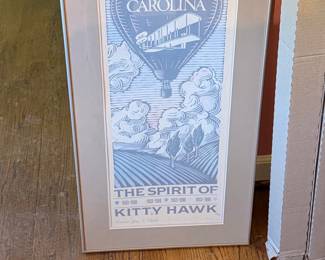 CAROLINA
THE SPIRIT OF
KITTY HAWK